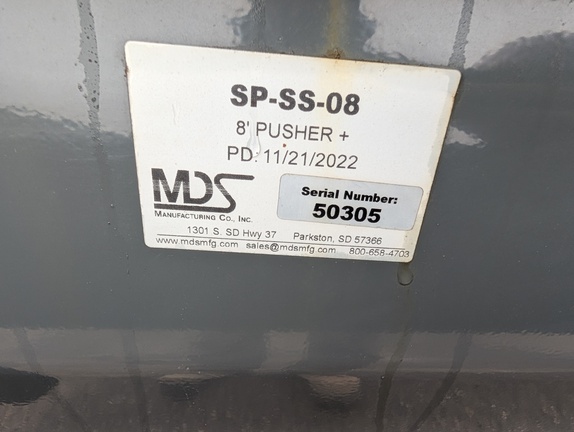 SP-SS-08
8' PUSHER +
PD: 11/21/2022
MDS
MANUFACTURING CO., INC.
Serial Number:
50305
1301 S. SD Hwy 37 Parkston, SD 57366
www.mdsmfg.com sales@mdsmfg.com 800-658-4703